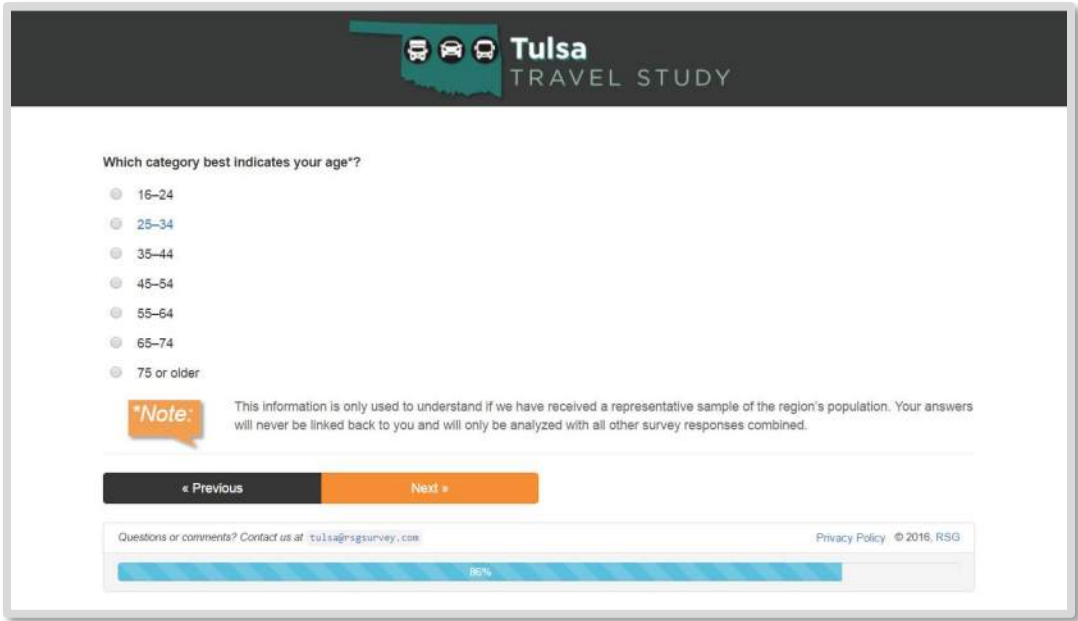 Tulsa
TRAVEL STUDY
Which category best indicates your age*?
16–24
25–34
35–44
45–54
55–64
65–74
75 or older
*Note:
This information is only used to understand if we have received a representative sample of the region's population. Your answers
will never be linked back to you and will only be analyzed with all other survey responses combined.
« Previous
Next »
Questions or comments? Contact us at tulsa@rsgsurvey.com
Privacy Policy © 2016, RSG
86%